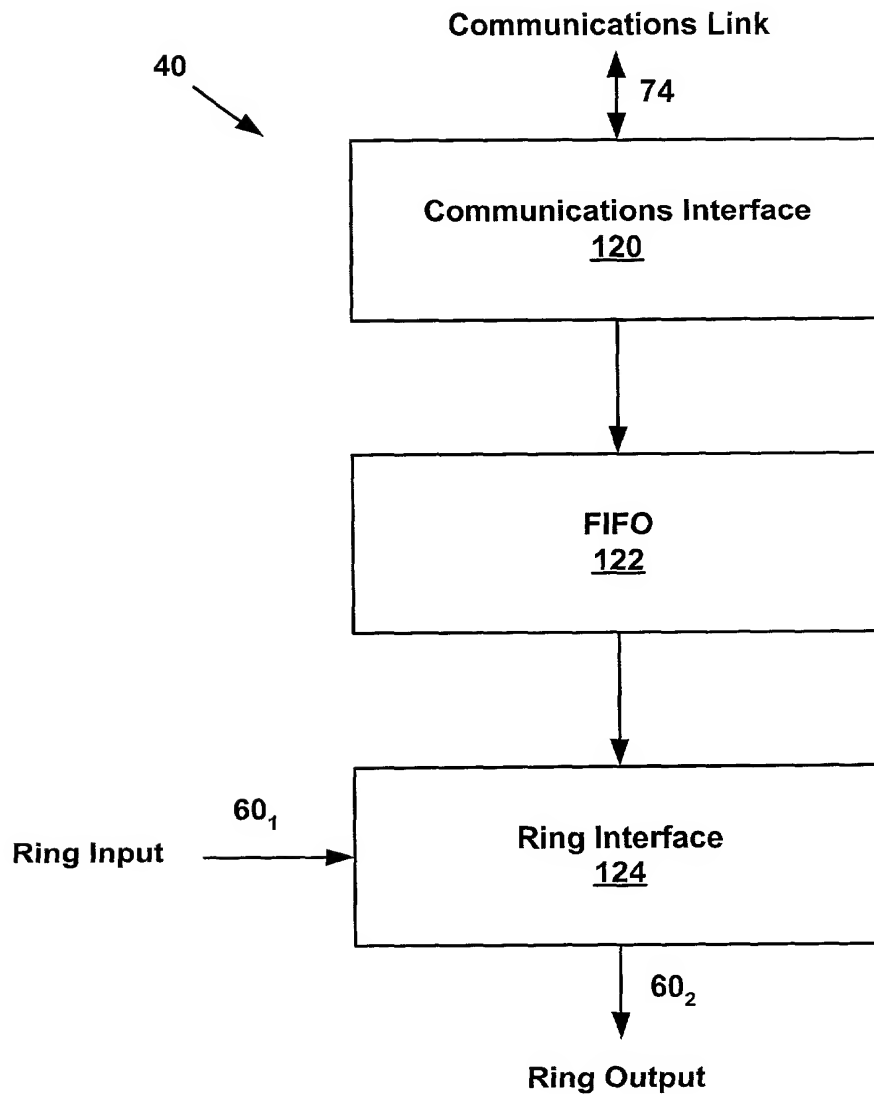 Communications Link
40
74
Communications Interface
120
FIFO
122
60₁
Ring Input
Ring Interface
124
60₂
Ring Output